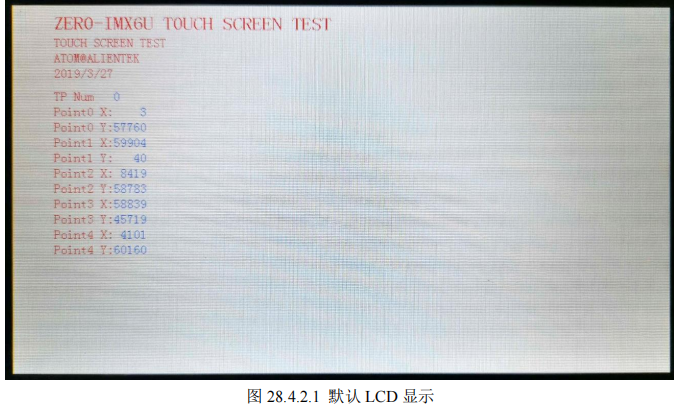 ZERO-IMX6U TOUCH SCREEN TEST
TOUCH SCREEN TEST
ATOM@ALIENTEK
2019/3/27
TP Num 0
Point0 X: 3
Point0 Y:57760
Point1 X:59904
Point1 Y: 40
Point2 X: 8419
Point2 Y:58783
Point3 X:58839
Point3 Y:45719
Point4 X: 4101
Point4 Y:60160
图 28.4.2.1 默认 LCD 显示